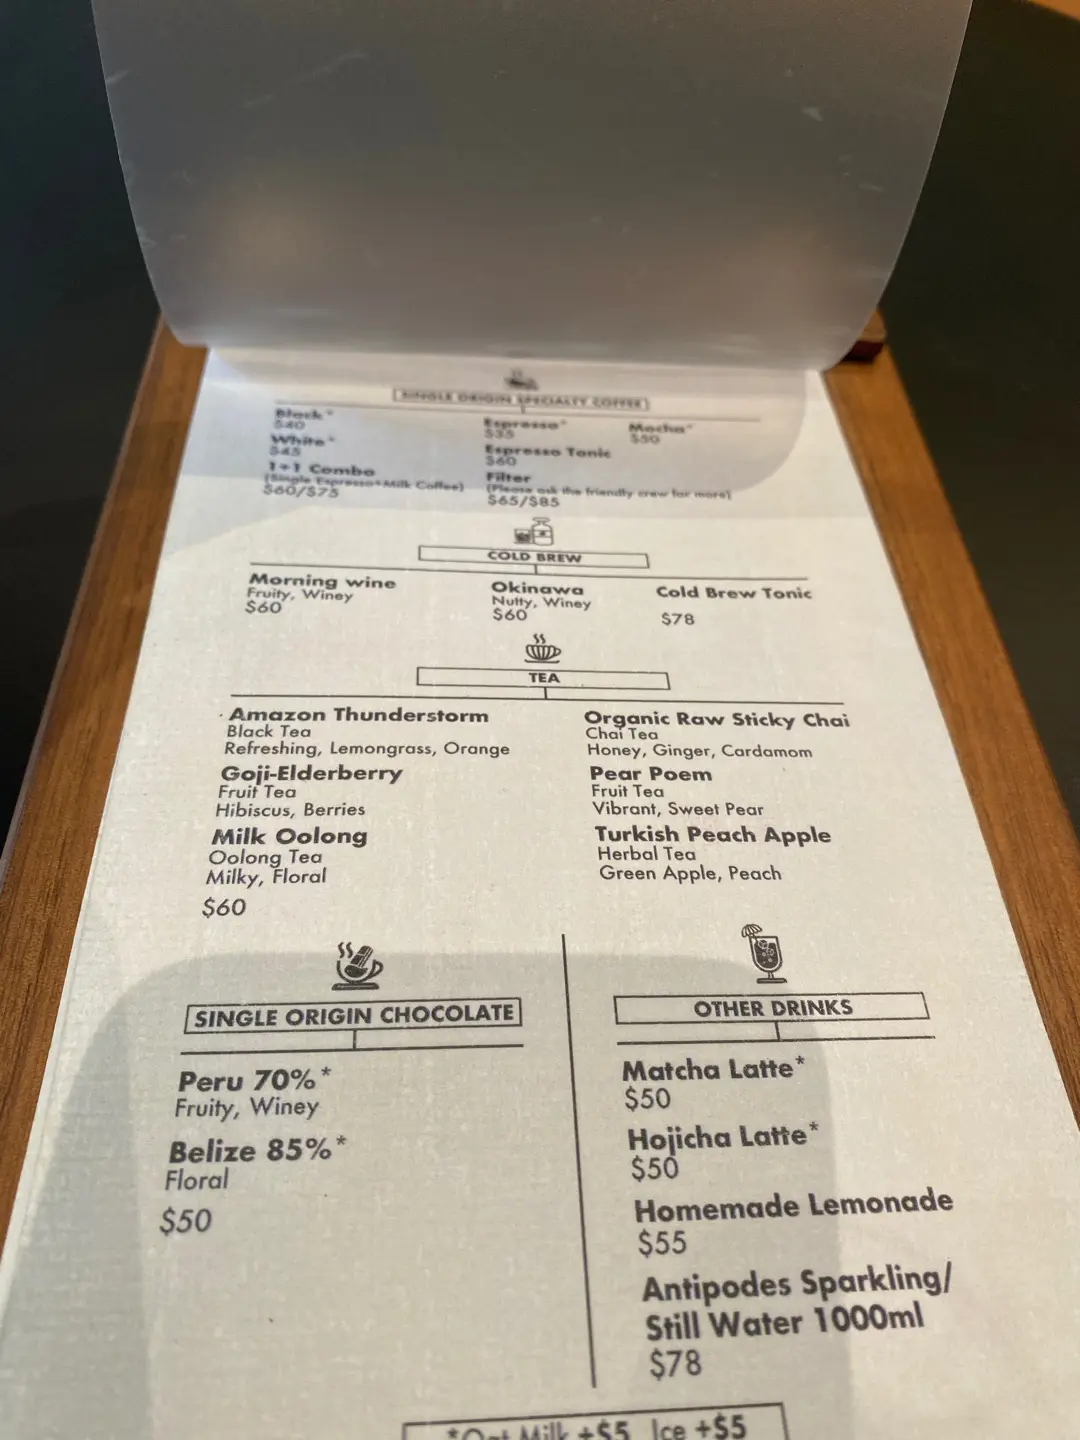 SINGLE ORIGIN SPECIALTY COFFEE
Black*
$40
White*
$45
1+1 Combo
(Single Espresso+Milk Coffee)
$60/$75
Espresso*
$35
Espresso Tonic
$60
Filter
(Please ask the friendly crew for more)
$65/$85
Mocha*
$50
COLD BREW
Morning wine
Fruity, Winey
$60
Okinawa
Nutty, Winey
$60
Cold Brew Tonic
$78
TEA
Amazon Thunderstorm
Black Tea
Refreshing, Lemongrass, Orange
Goji-Elderberry
Fruit Tea
Hibiscus, Berries
Milk Oolong
Oolong Tea
Milky, Floral
$60
Organic Raw Sticky Chai
Chai Tea
Honey, Ginger, Cardamom
Pear Poem
Fruit Tea
Vibrant, Sweet Pear
Turkish Peach Apple
Herbal Tea
Green Apple, Peach
SINGLE ORIGIN CHOCOLATE
Peru 70%*
Fruity, Winey
Belize 85%*
Floral
$50
OTHER DRINKS
Matcha Latte*
$50
Hojicha Latte*
$50
Homemade Lemonade
$55
Antipodes Sparkling/
Still Water 1000ml
$78
*Oat Milk +$5 Ice +$5